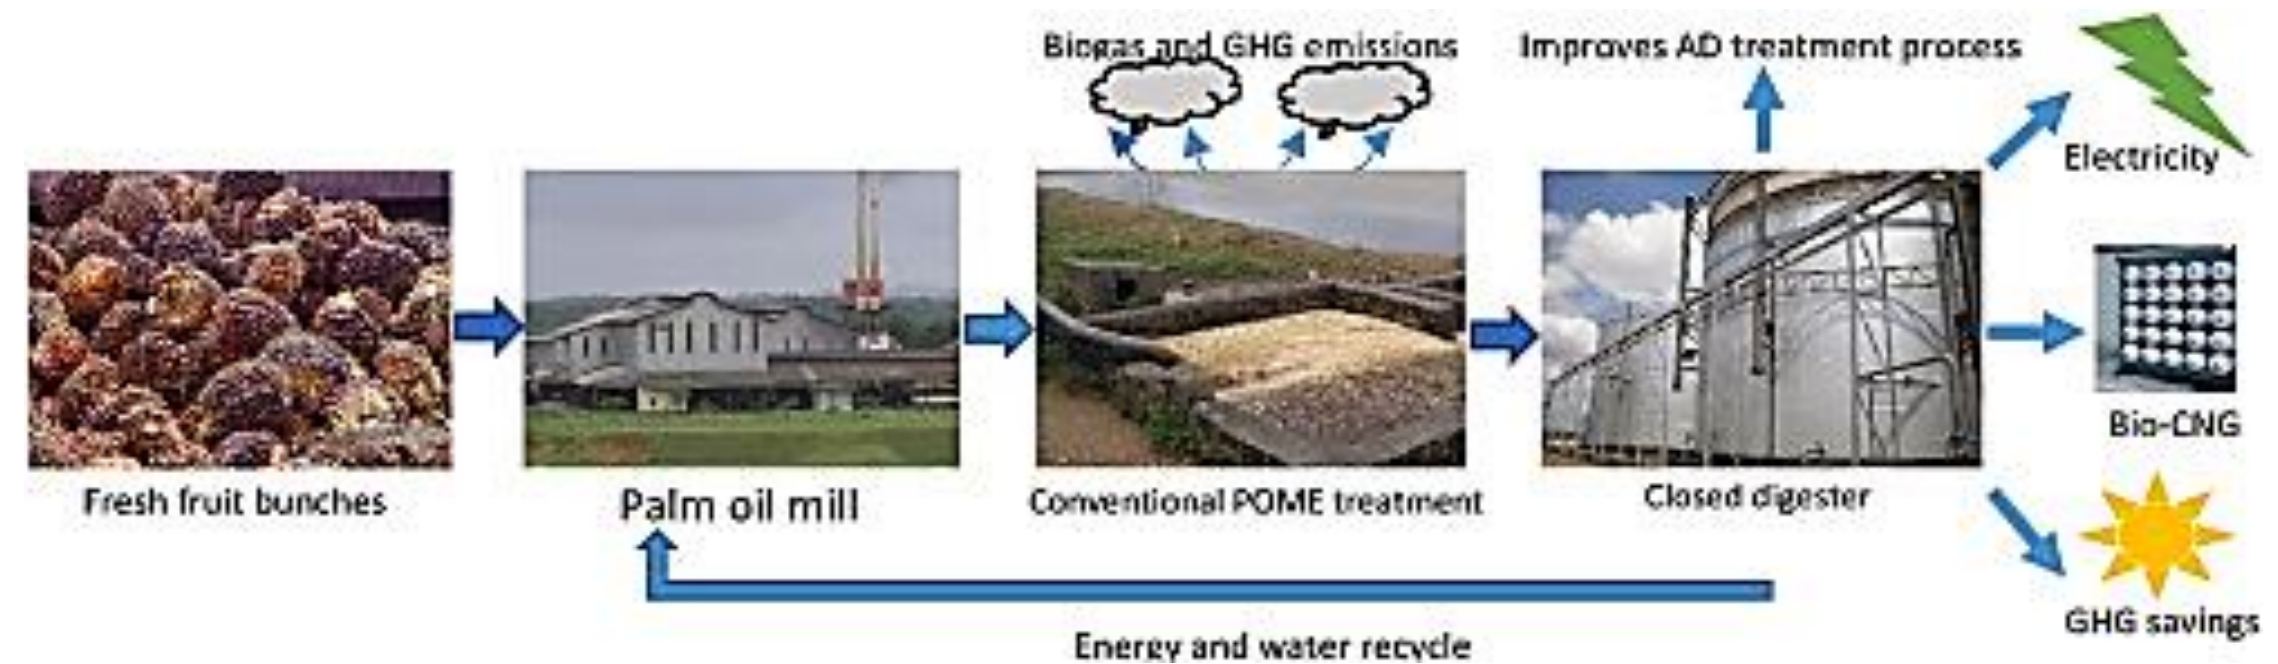 Biogas and GHG emissions
Improves AD treatment process
Electricity
Bio-CNG
Fresh fruit bunches
Palm oil mill
Conventional POME treatment
Closed digester
GHG savings
Energy and water recycle